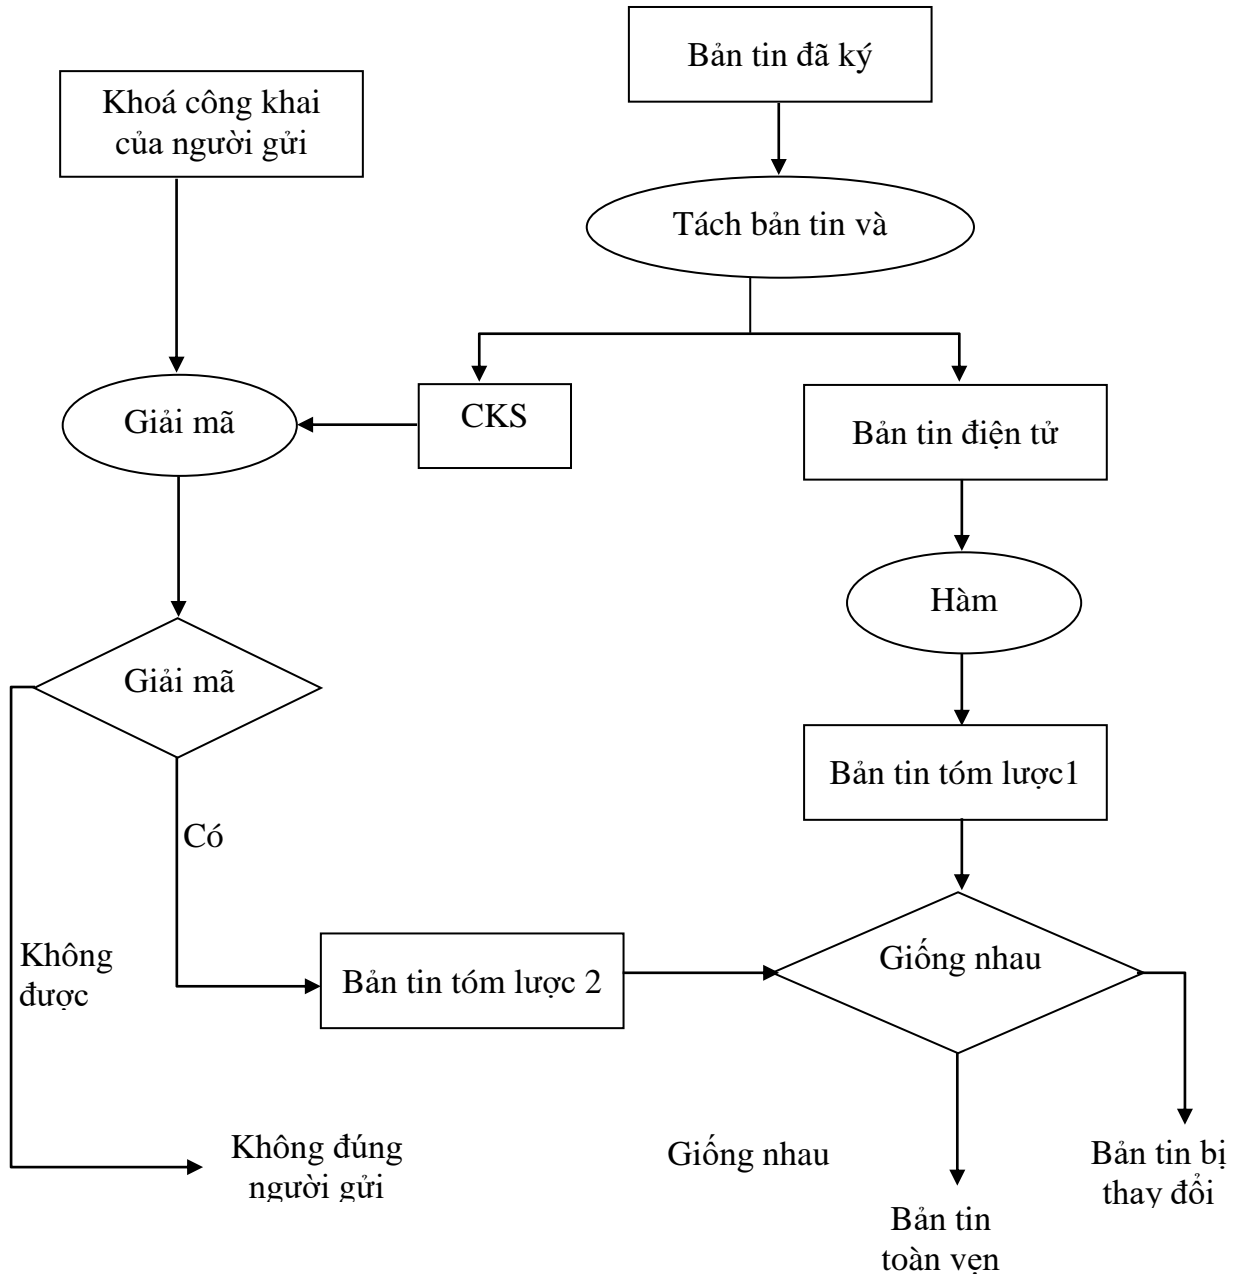 Bản tin đã ký
Khoá công khai
của người gửi
Tách bản tin và
Giải mã
CKS
Bản tin điện tử
Hàm
Giải mã
Bản tin tóm lược1
Có
Không
được
Bản tin tóm lược 2
Giống nhau
Không đúng
người gửi
Giống nhau
Bản tin bị
thay đổi
Bản tin
toàn vẹn